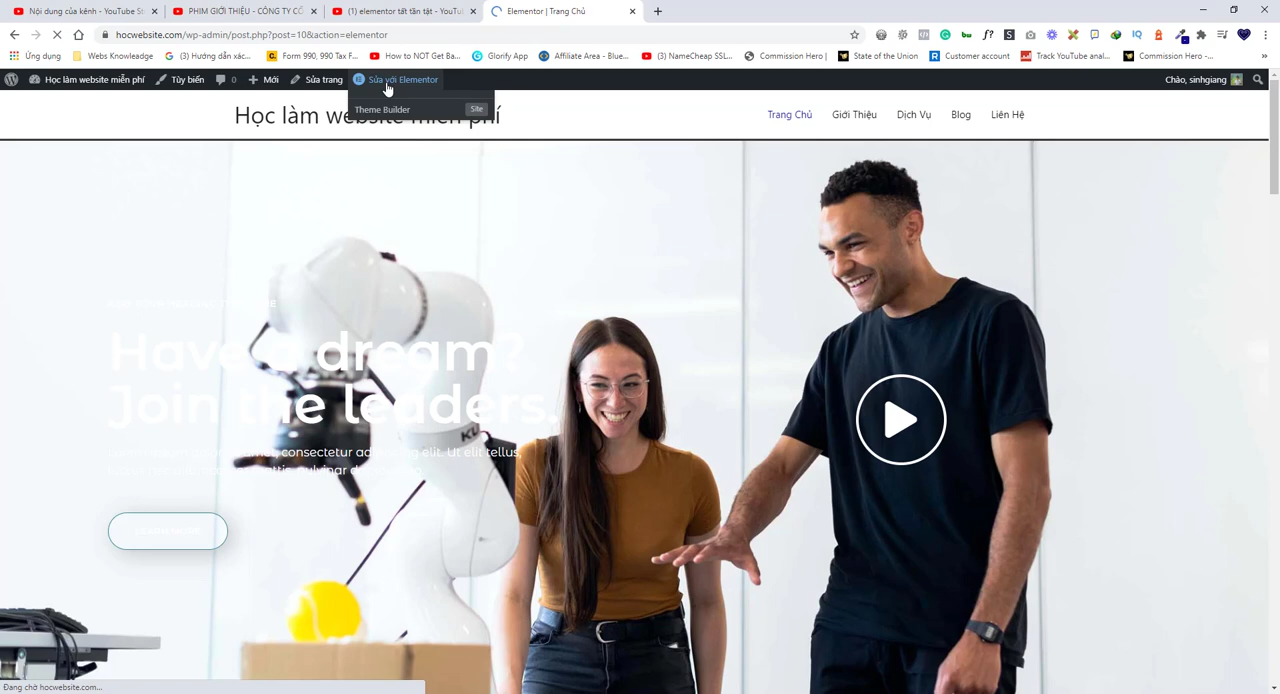 Nội dung của kênh - YouTube St
PHIM GIỚI THIỆU - CÔNG TY CỔ
(1) elementor tất tần tật - YouTu
Elementor | Trang Chủ
hocwebsite.com/wp-admin/post.php?post=10&action=elementor
Ứng dụng
Webs Knowleadge
(3) Hướng dẫn xác...
Form 990, 990 Tax F...
How to NOT Get Ba...
Glorify App
Affiliate Area - Blue...
(3) NameCheap SSL...
Commission Hero |
State of the Union
Customer account
Track YouTube anal...
Commission Hero -...
Học làm website miễn phí
Tùy biến
0
Mới
Sửa trang
Sửa với Elementor
Chào, sinhgiang
Theme Builder
Site
Học làm website miễn phí
Trang Chủ
Giới Thiệu
Dịch Vụ
Blog
Liên Hệ
Have a dream?
Join the leaders.
consectetur adipiscing elit. Ut elit tellus,
pulvinar
KU
Đang chờ hocwebsite.com...